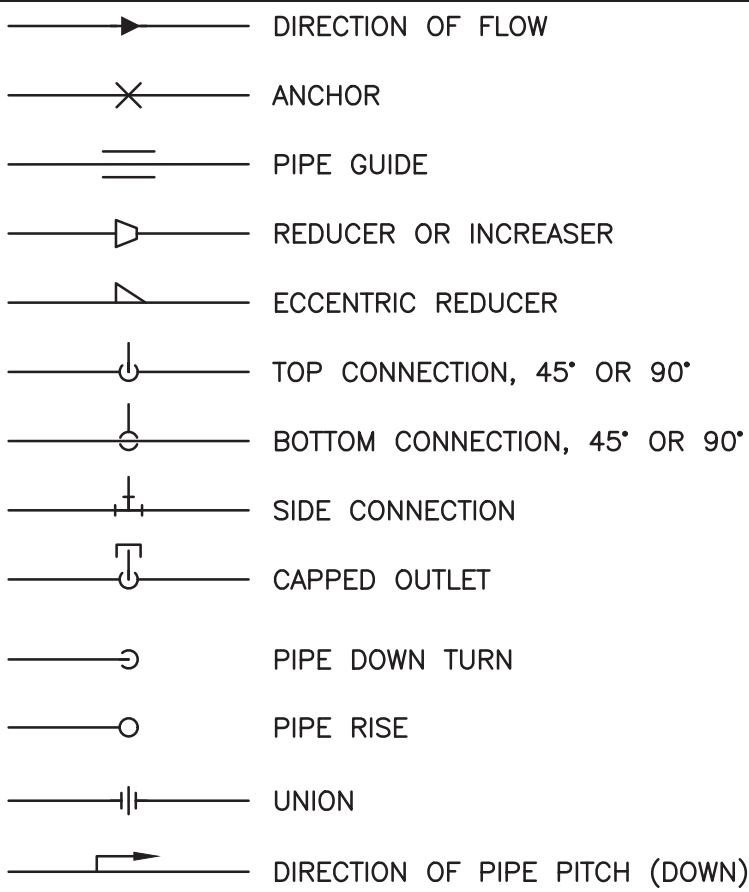 DIRECTION OF FLOW
ANCHOR
PIPE GUIDE
REDUCER OR INCREASER
ECCENTRIC REDUCER
TOP CONNECTION, 45° OR 90°
BOTTOM CONNECTION, 45° OR 90°
SIDE CONNECTION
CAPPED OUTLET
PIPE DOWN TURN
PIPE RISE
UNION
DIRECTION OF PIPE PITCH (DOWN)